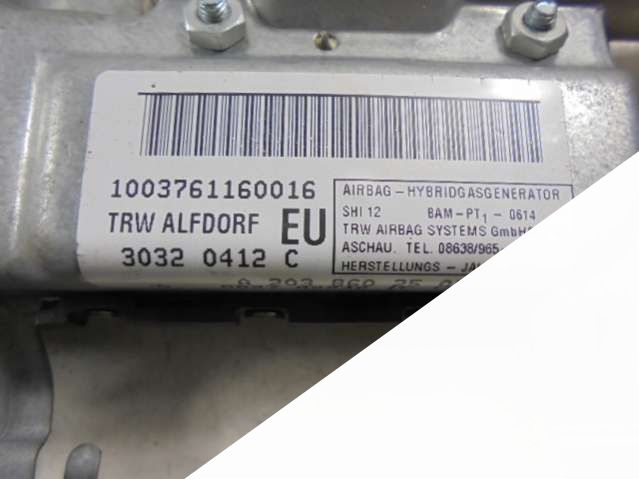 1003761160016
TRW ALFDORF EU
3032 0412 C
AIRBAG – HYBRIDGASGENERATOR
SHI 12 BAM – PT1 – 0614
TRW AIRBAG SYSTEMS GmbH
ASCHAU. TEL. 08638/965
HERSTELLUNGS –